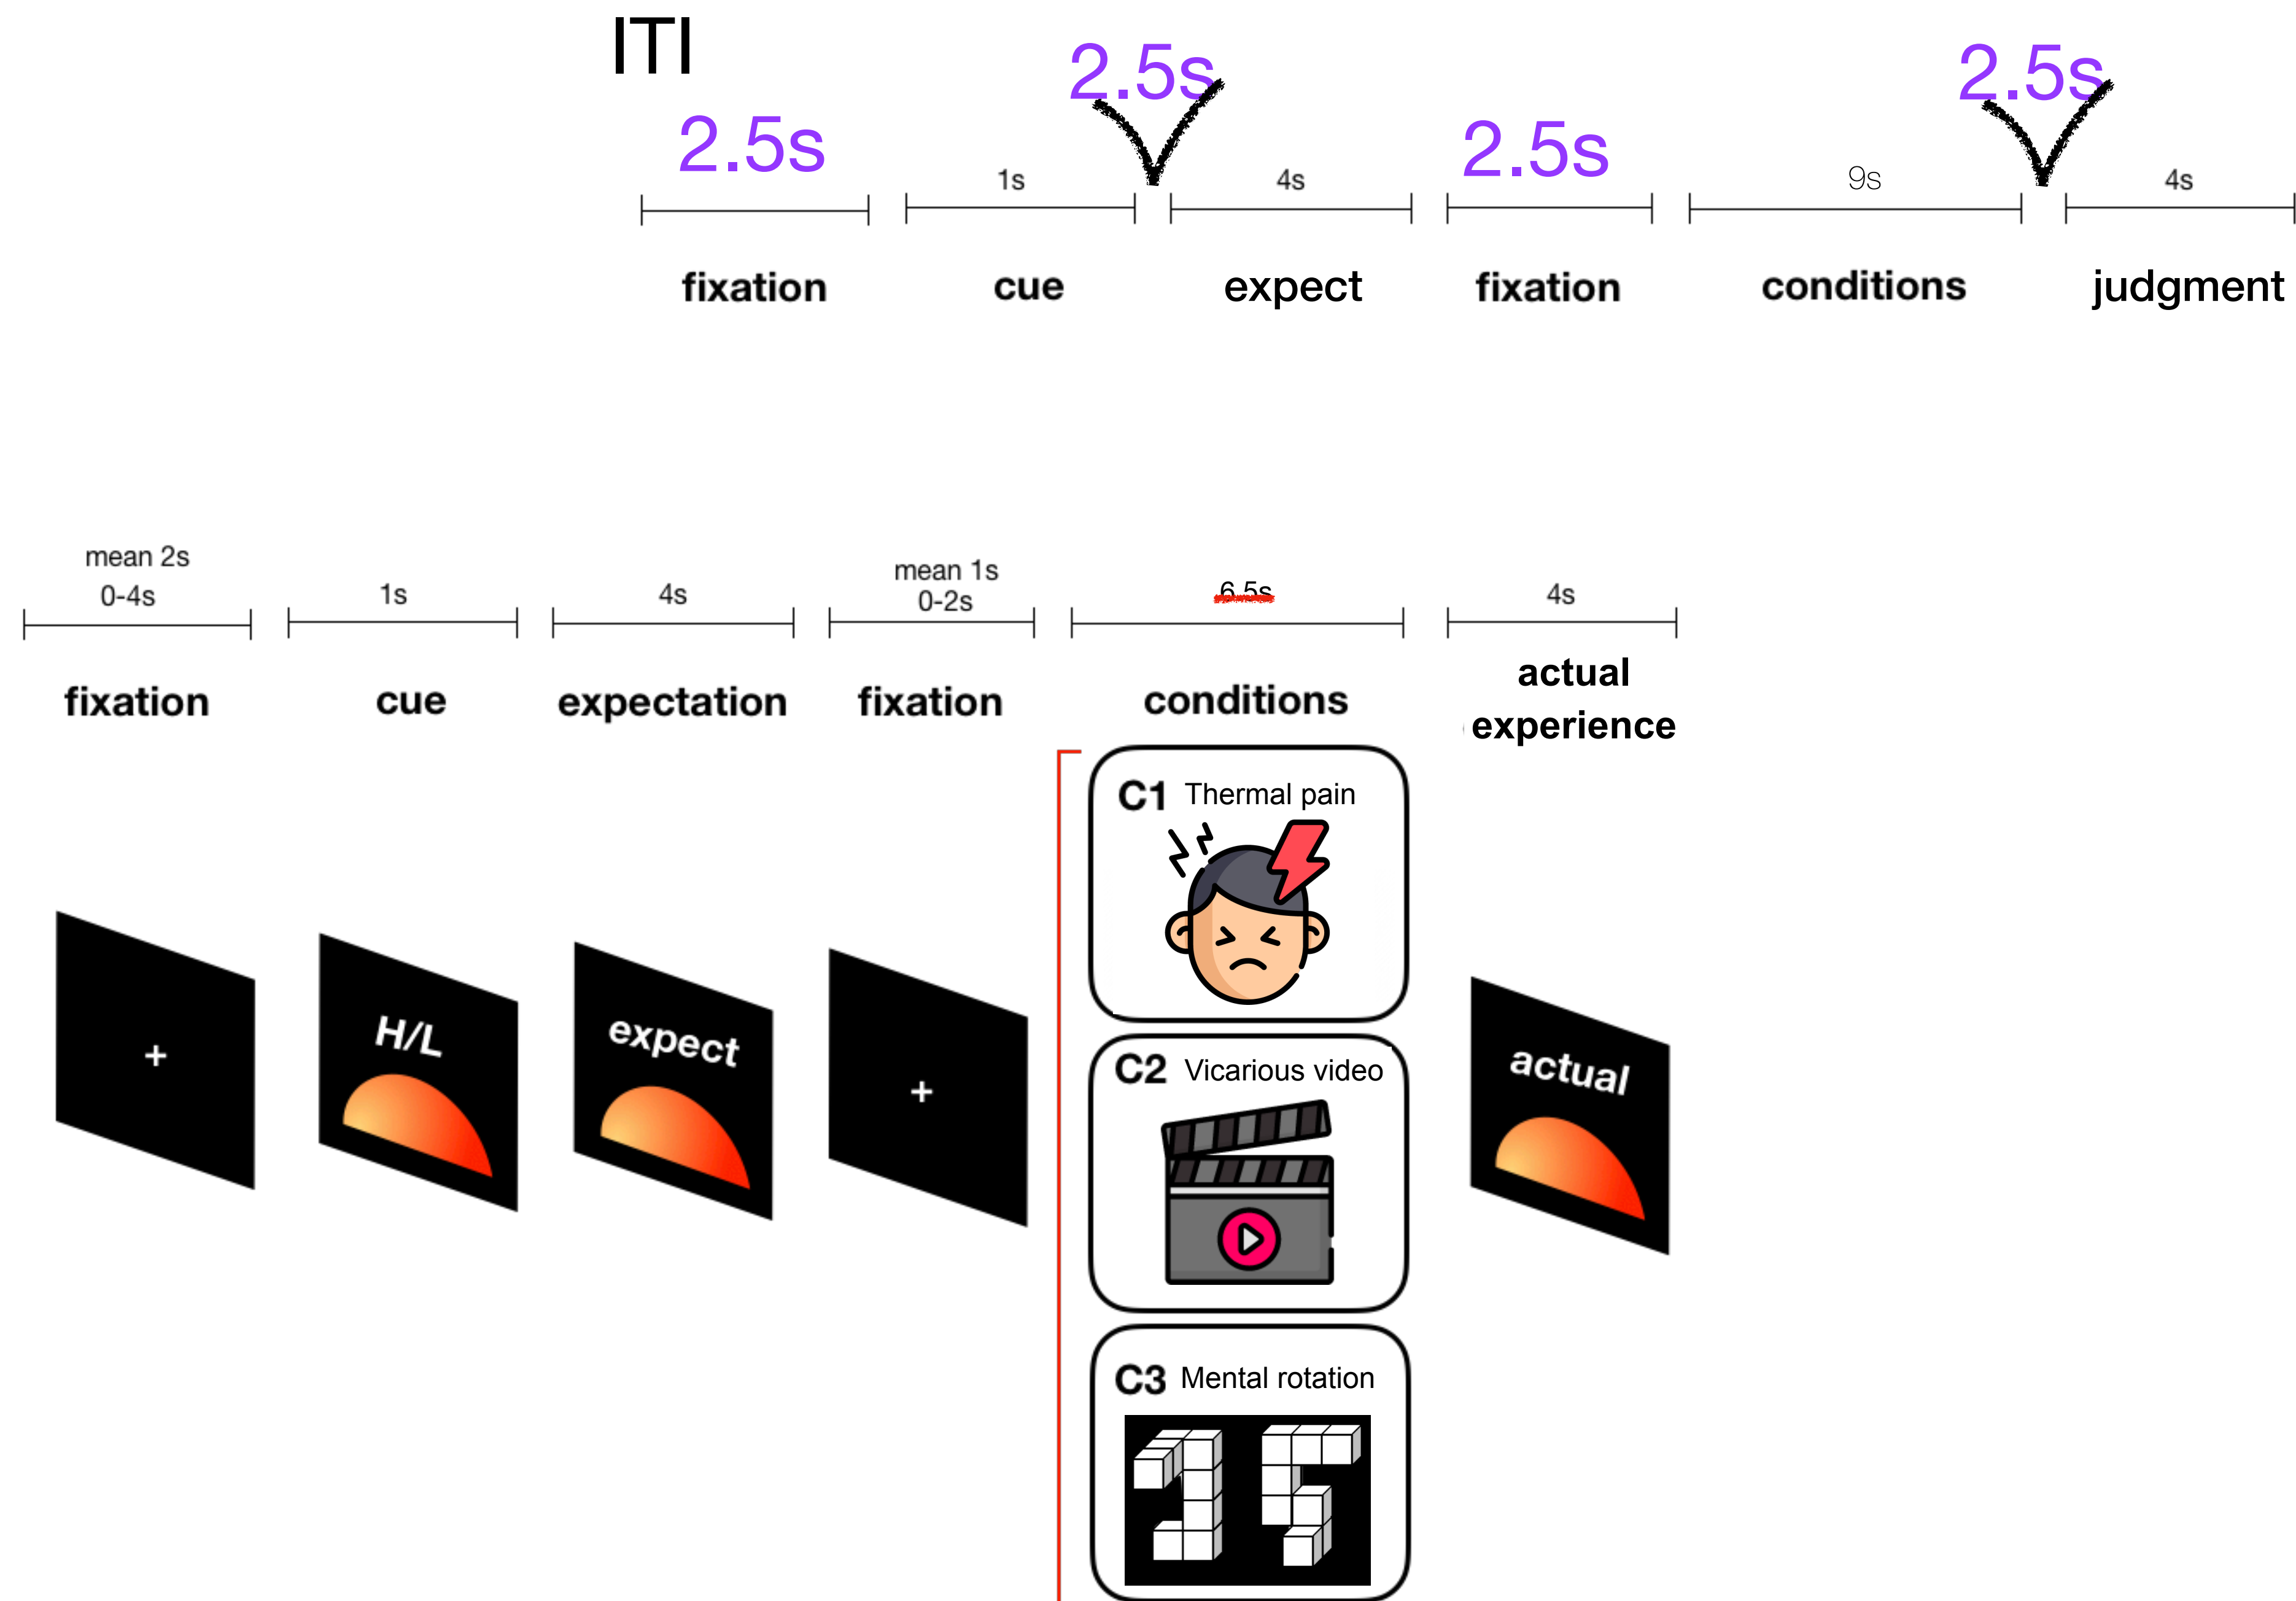 ITI
2.5s
2.5s
2.5s
2.5s
1s
4s
9s
4s
fixation
cue
expect
fixation
conditions
judgment
mean 2s
0-4s
1s
4s
mean 1s
0-2s
6.5s
4s
fixation
cue
expectation
fixation
conditions
actual
experience
C1 Thermal pain
H/L
expect
+
+
actual
C2 Vicarious video
C3 Mental rotation